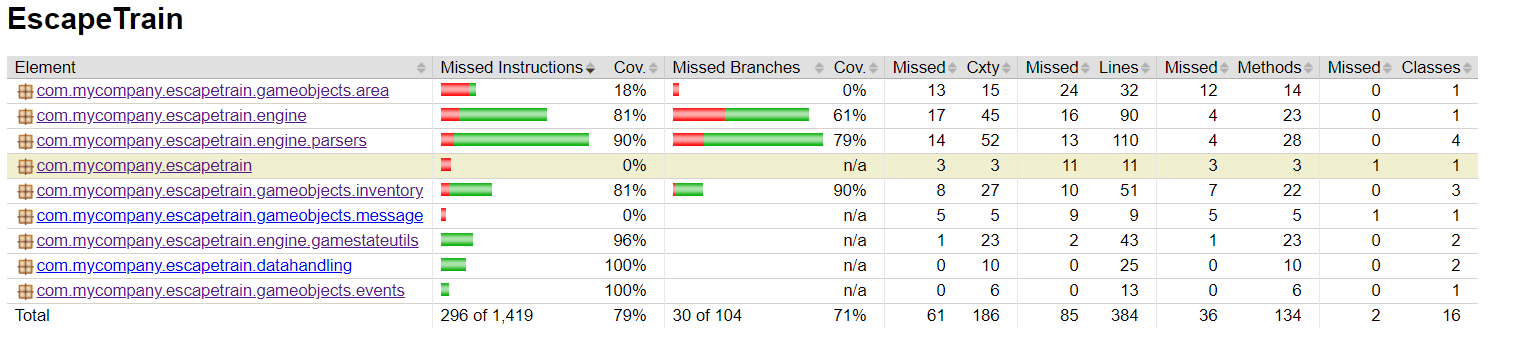 EscapeTrain
Element Missed Instructions Cov. Missed Branches Cov. Missed Cxty Missed Lines Missed Methods Missed Classes
com.mycompany.escapetrain.gameobjects.area 18% 0% 13 15 24 32 12 14 0 1
com.mycompany.escapetrain.engine 81% 61% 17 45 16 90 4 23 0 1
com.mycompany.escapetrain.engine.parsers 90% 79% 14 52 13 110 4 28 0 4
com.mycompany.escapetrain 0% n/a 3 3 11 11 3 3 1 1
com.mycompany.escapetrain.gameobjects.inventory 81% 90% 8 27 10 51 7 22 0 3
com.mycompany.escapetrain.gameobjects.message 0% n/a 5 5 9 9 5 5 1 1
com.mycompany.escapetrain.engine.gamestateutils 96% n/a 1 23 2 43 1 23 0 2
com.mycompany.escapetrain.datahandling 100% n/a 0 10 0 25 0 10 0 2
com.mycompany.escapetrain.gameobjects.events 100% n/a 0 6 0 13 0 6 0 1
Total 296 of 1,419 79% 30 of 104 71% 61 186 85 384 36 134 2 16